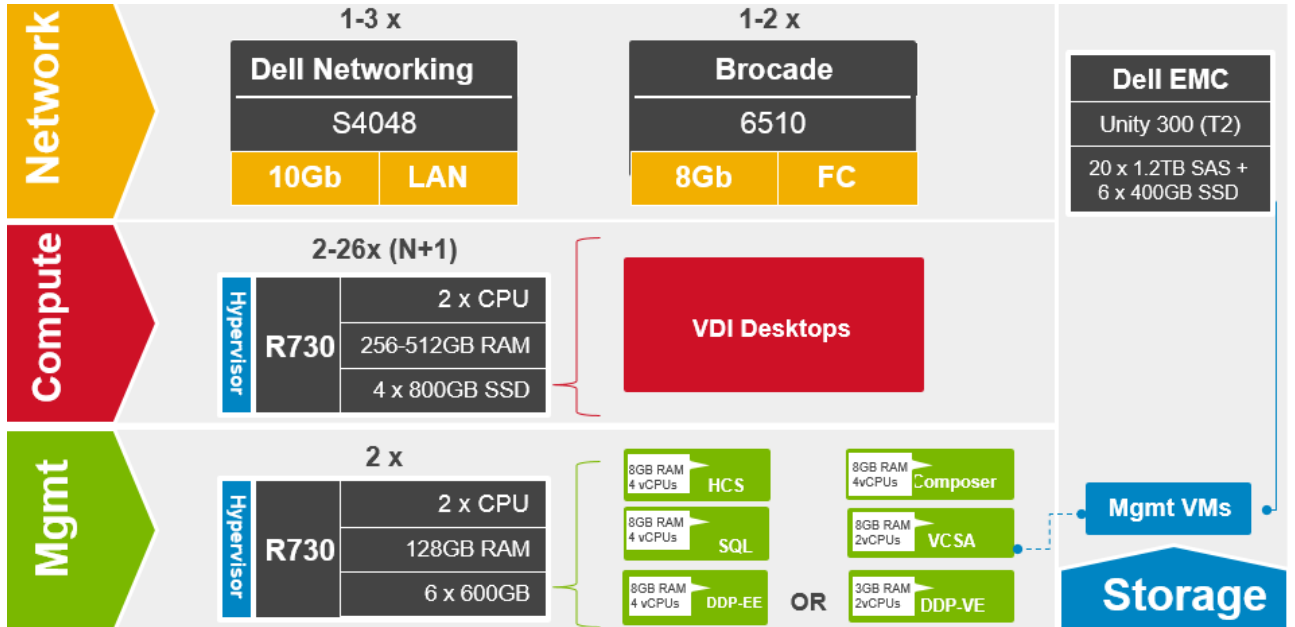 Network
1-3 x
Dell Networking
S4048
10Gb
LAN
1-2 x
Brocade
6510
8Gb
FC
Dell EMC
Unity 300 (T2)
20 x 1.2TB SAS +
6 x 400GB SSD
Compute
2-26x (N+1)
Hypervisor
R730
2 x CPU
256-512GB RAM
4 x 800GB SSD
VDI Desktops
Mgmt
2 x
Hypervisor
R730
2 x CPU
128GB RAM
6 x 600GB
8GB RAM
4 vCPUs
HCS
8GB RAM
4vCPUs
Composer
8GB RAM
4 vCPUs
SQL
8GB RAM
2vCPUs
VCSA
8GB RAM
4 vCPUs
DDP-EE
OR
3GB RAM
2vCPUs
DDP-VE
Mgmt VMs
Storage